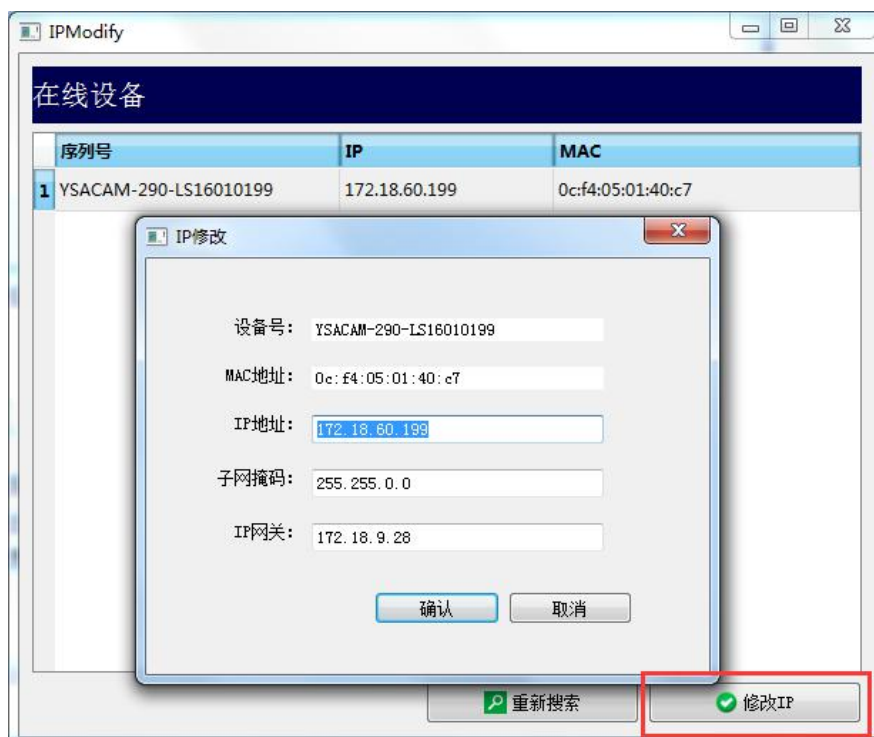 IPModify
在线设备
序列号 IP MAC
1 YSACAM-290-LS16010199 172.18.60.199 0c:f4:05:01:40:c7
IP修改
设备号: YSACAM-290-LS16010199
MAC地址: 0c:f4:05:01:40:c7
IP地址: 172.18.60.199
子网掩码: 255.255.0.0
IP网关: 172.18.9.28
确认 取消
重新搜索 修改IP